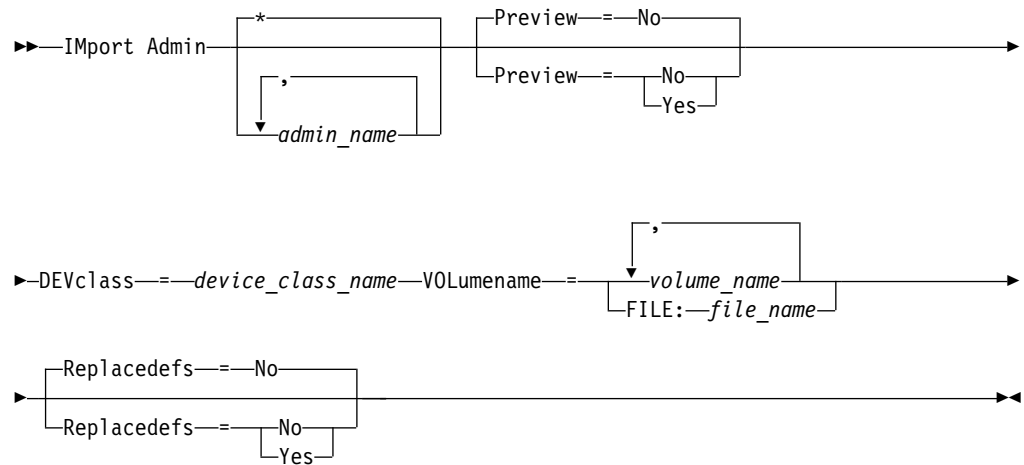 *
Preview = No
IMport Admin
,
Preview = No
Yes
admin_name
,
DEVclass = device_class_name VOLumename = volume_name
FILE: file_name
Replacedefs = No
Replacedefs = No
Yes